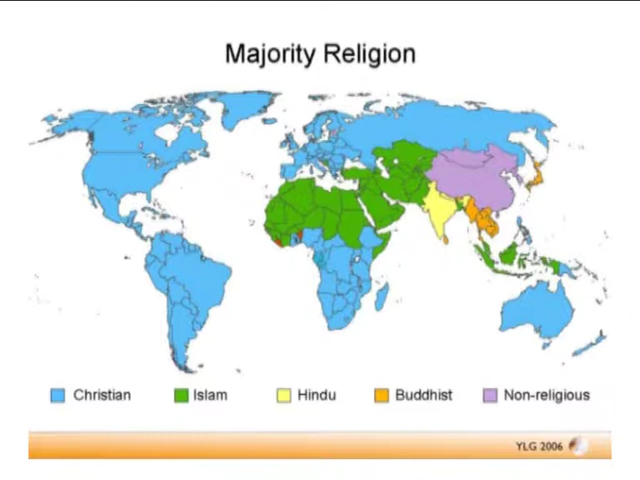 Majority Religion
Christian Islam Hindu Buddhist Non-religious
YLG 2006